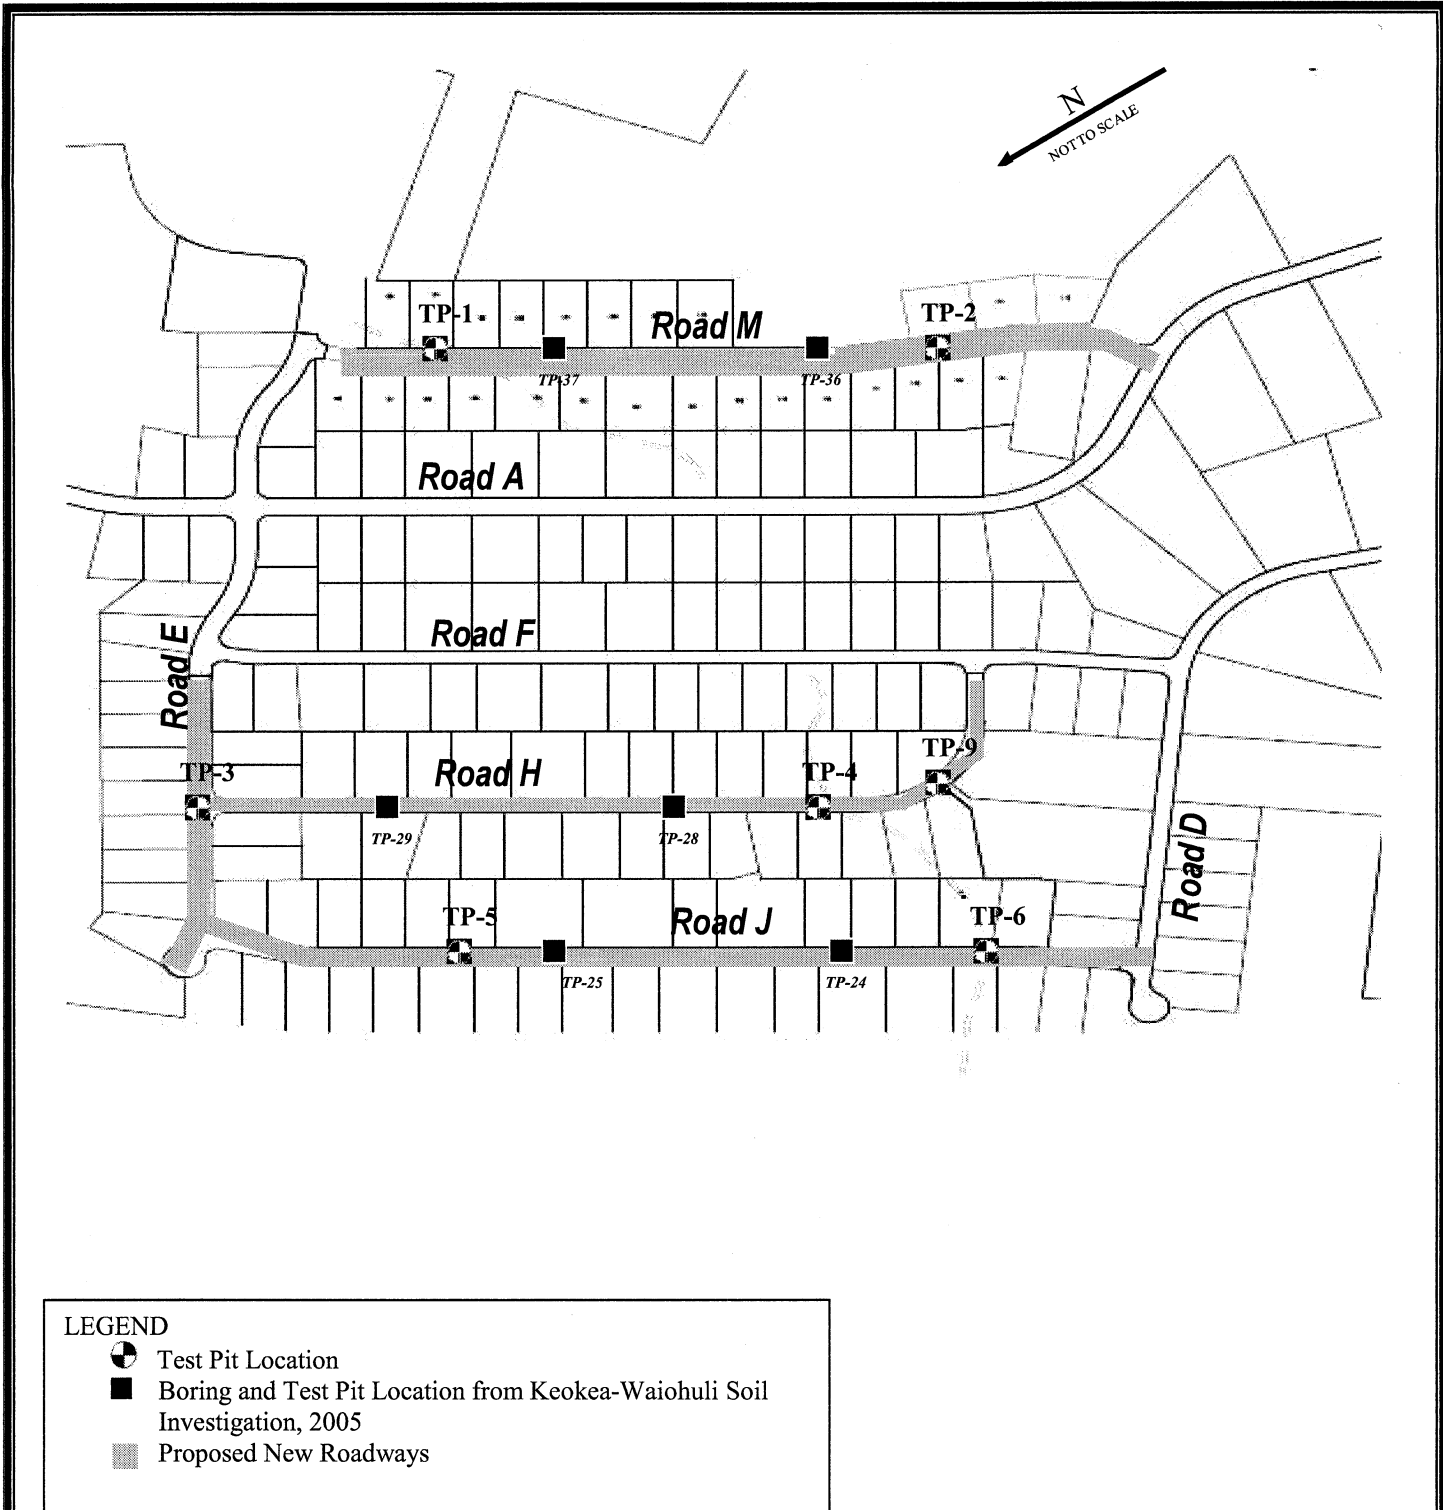 N
NOT TO SCALE
TP-1
TP-2
Road M
TP-37
TP-36
Road A
Road F
Road E
TP-9
TP-3
Road H
TP-4
TP-29
TP-28
Road D
TP-5
Road J
TP-6
TP-25
TP-24
LEGEND
Test Pit Location
Boring and Test Pit Location from Keokea-Waiohuli Soil
Investigation, 2005
Proposed New Roadways